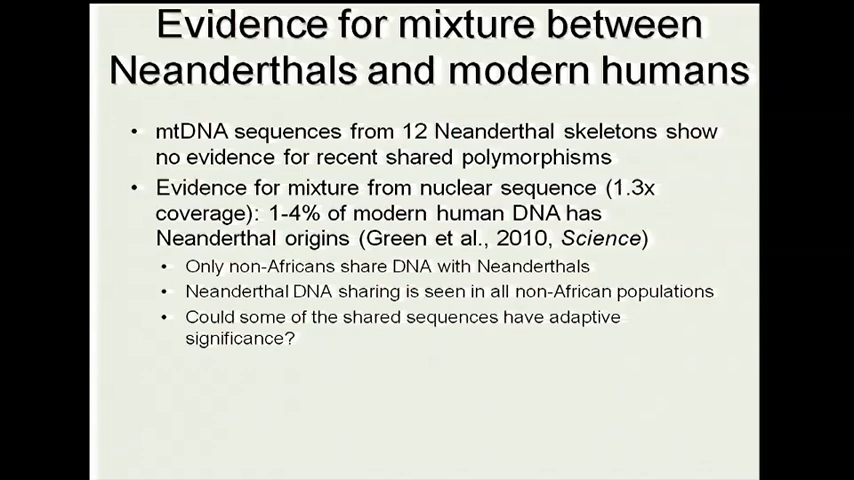 Evidence for mixture between
Neanderthals and modern humans
• mtDNA sequences from 12 Neanderthal skeletons show
no evidence for recent shared polymorphisms
• Evidence for mixture from nuclear sequence (1.3x
coverage): 1-4% of modern human DNA has
Neanderthal origins (Green et al., 2010, Science)
• Only non-Africans share DNA with Neanderthals
• Neanderthal DNA sharing is seen in all non-African populations
• Could some of the shared sequences have adaptive
significance?